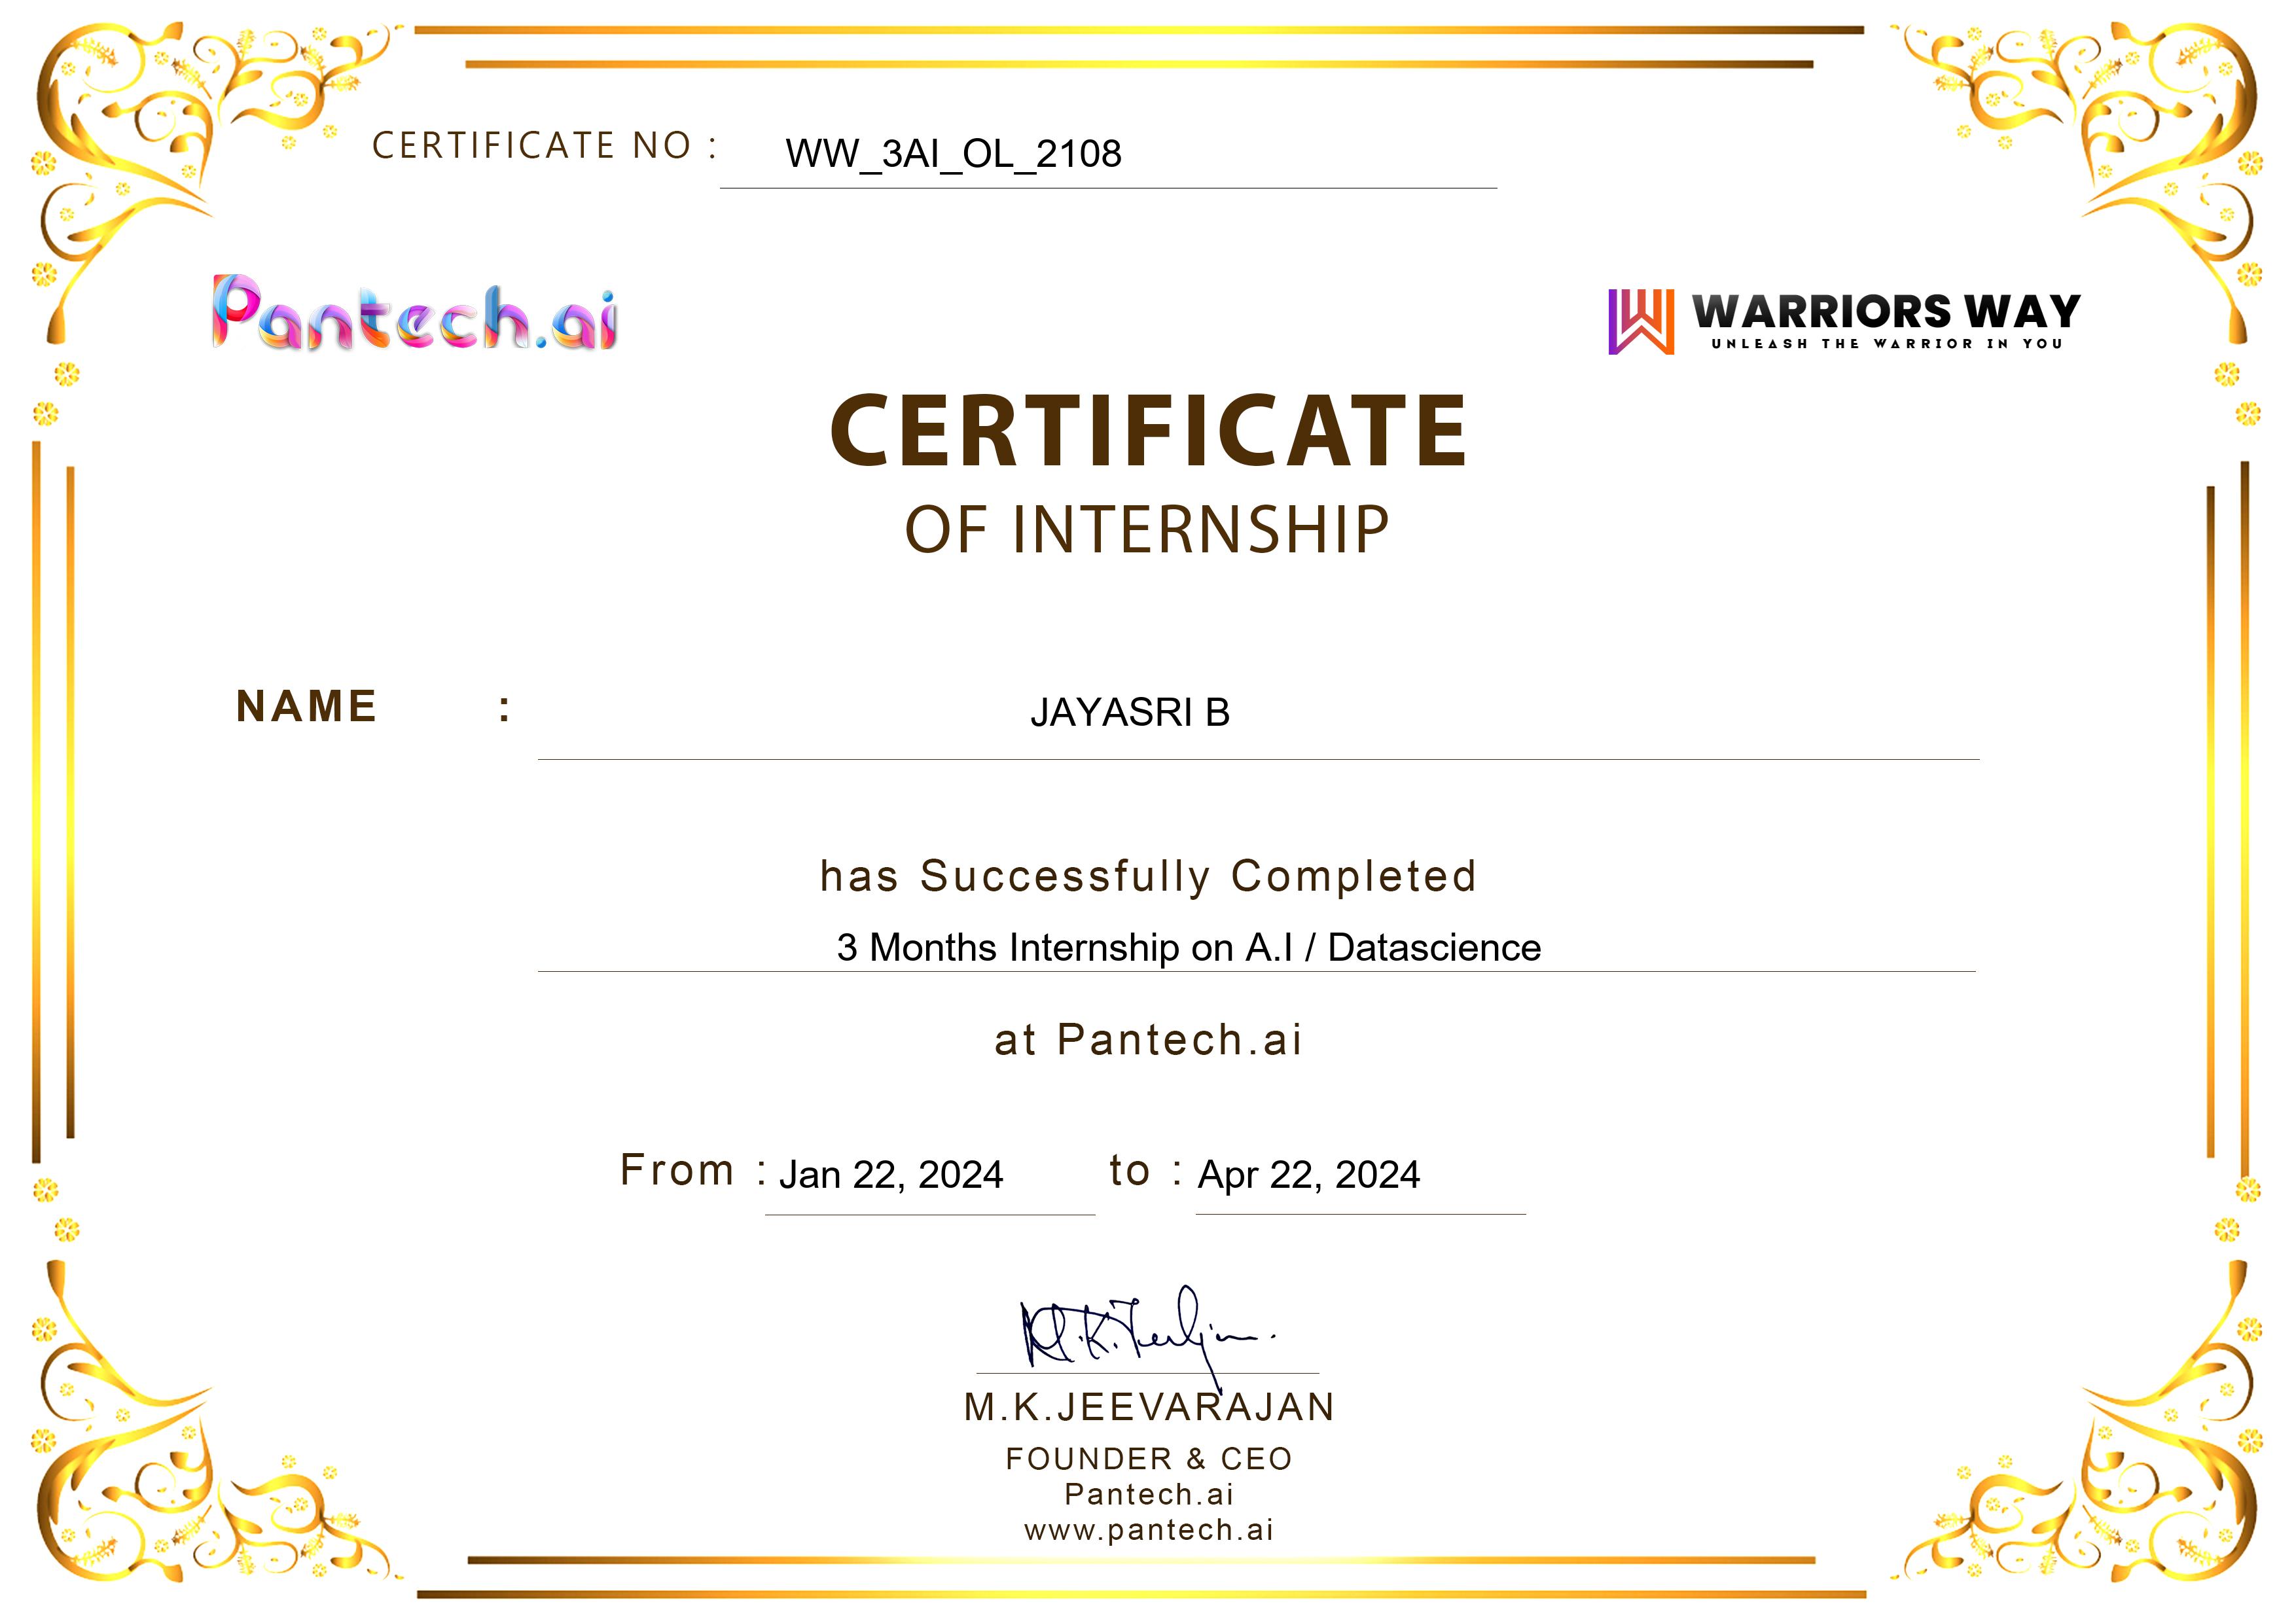 CERTIFICATE NO : WW_3AI_OL_2108
Pantech.ai
WARRIORS WAY
UNLEASH THE WARRIOR IN YOU
CERTIFICATE
OF INTERNSHIP
NAME : JAYASRI B
has Successfully Completed
3 Months Internship on A.I / Datascience
at Pantech.ai
From : Jan 22, 2024 to : Apr 22, 2024
M.K.JEEVARAJAN
FOUNDER & CEO
Pantech.ai
www.pantech.ai